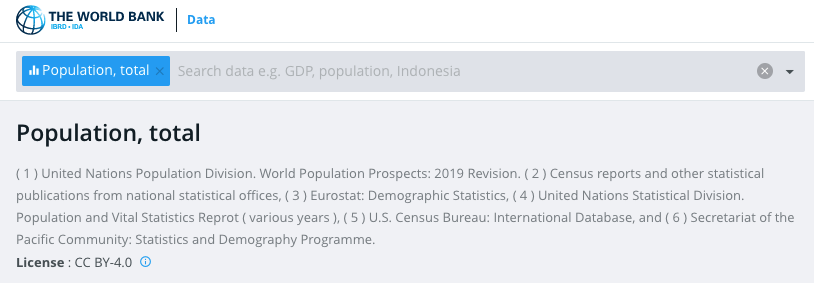 THE WORLD BANK
IBRD • IDA
Data
Population, total ×
Search data e.g. GDP, population, Indonesia
Population, total
( 1 ) United Nations Population Division. World Population Prospects: 2019 Revision. ( 2 ) Census reports and other statistical
publications from national statistical offices, ( 3 ) Eurostat: Demographic Statistics, ( 4 ) United Nations Statistical Division.
Population and Vital Statistics Reprot ( various years ), ( 5 ) U.S. Census Bureau: International Database, and ( 6 ) Secretariat of the
Pacific Community: Statistics and Demography Programme.
License : CC BY-4.0